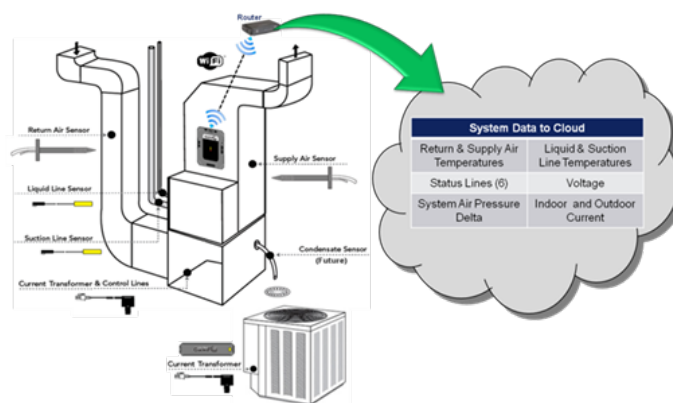 Router
WiFi
Return Air Sensor
Supply Air Sensor
Liquid Line Sensor
Suction Line Sensor
Condensate Sensor
(Future)
Current Transformer & Control Lines
Current Transformer
System Data to Cloud
Return & Supply Air
Temperatures
Liquid & Suction
Line Temperatures
Status Lines (6)
Voltage
System Air Pressure
Delta
Indoor and Outdoor
Current